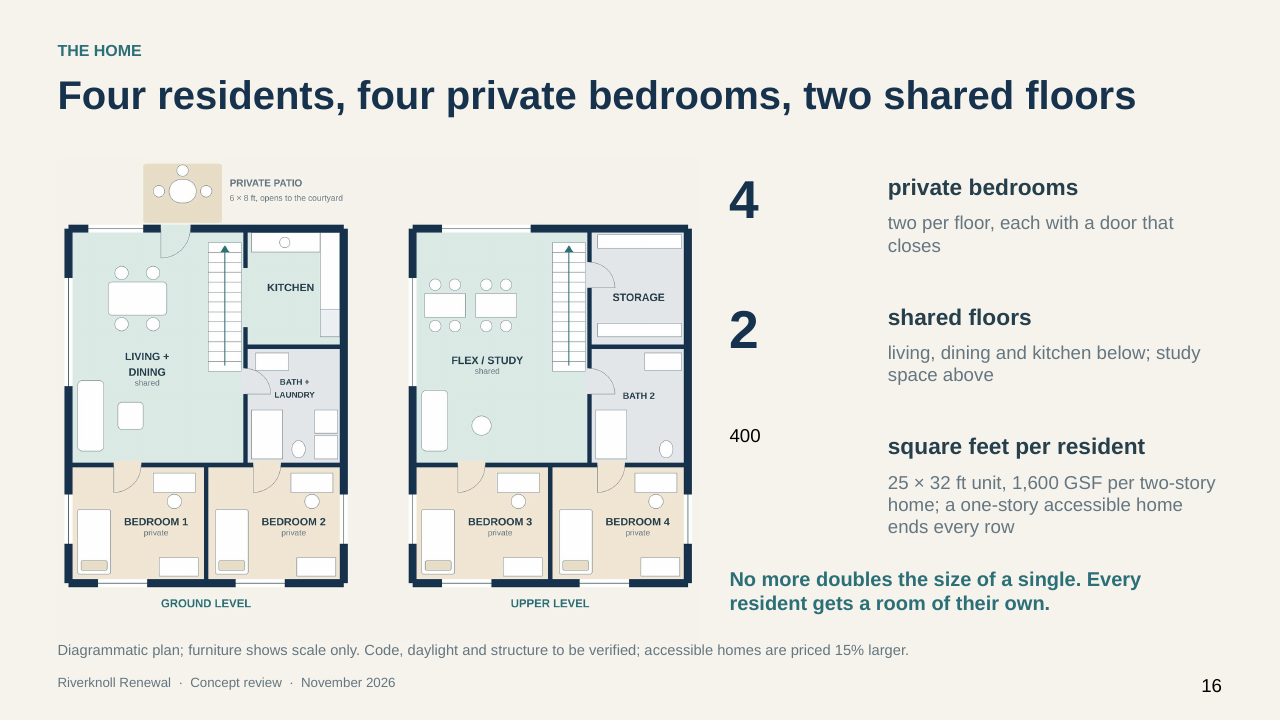 THE HOME
Four residents, four private bedrooms, two shared floors
PRIVATE PATIO
6 × 8 ft, opens to the courtyard
KITCHEN
LIVING +
DINING
shared
BATH +
LAUNDRY
BEDROOM 1
private
BEDROOM 2
private
GROUND LEVEL
STORAGE
FLEX / STUDY
shared
BATH 2
BEDROOM 3
private
BEDROOM 4
private
UPPER LEVEL
4
private bedrooms
two per floor, each with a door that
closes
2
shared floors
living, dining and kitchen below; study
space above
400
square feet per resident
25 × 32 ft unit, 1,600 GSF per two-story
home; a one-story accessible home
ends every row
No more doubles the size of a single. Every
resident gets a room of their own.
Diagrammatic plan; furniture shows scale only. Code, daylight and structure to be verified; accessible homes are priced 15% larger.
Riverknoll Renewal · Concept review · November 2026
16